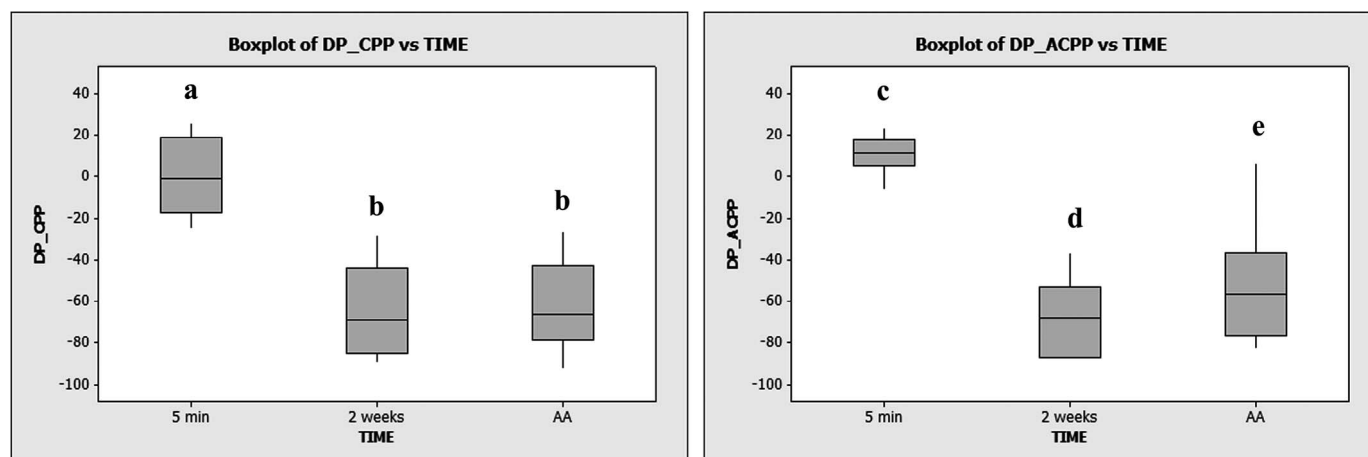 Boxplot of DP_CPP vs TIME
a
b
b
40
20
0
-20
-40
-60
-80
-100
DP_CPP
5 min 2 weeks AA
TIME
Boxplot of DP_ACPP vs TIME
c
d
e
40
20
0
-20
-40
-60
-80
-100
DP_ACPP
5 min 2 weeks AA
TIME